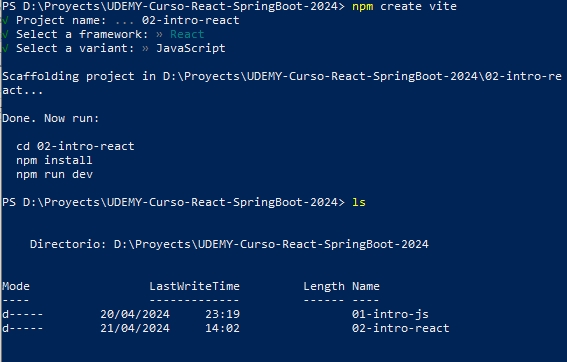 PS D:\Proyects\UDEMY-Curso-React-SpringBoot-2024> npm create vite
√ Project name: ... 02-intro-react
√ Select a framework: » React
√ Select a variant: » JavaScript
Scaffolding project in D:\Proyects\UDEMY-Curso-React-SpringBoot-2024\02-intro-re
act...
Done. Now run:
cd 02-intro-react
npm install
npm run dev
PS D:\Proyects\UDEMY-Curso-React-SpringBoot-2024> ls
Directorio: D:\Proyects\UDEMY-Curso-React-SpringBoot-2024
Mode LastWriteTime Length Name
---- ------------- ------ ----
d----- 20/04/2024 23:19 01-intro-js
d----- 21/04/2024 14:02 02-intro-react